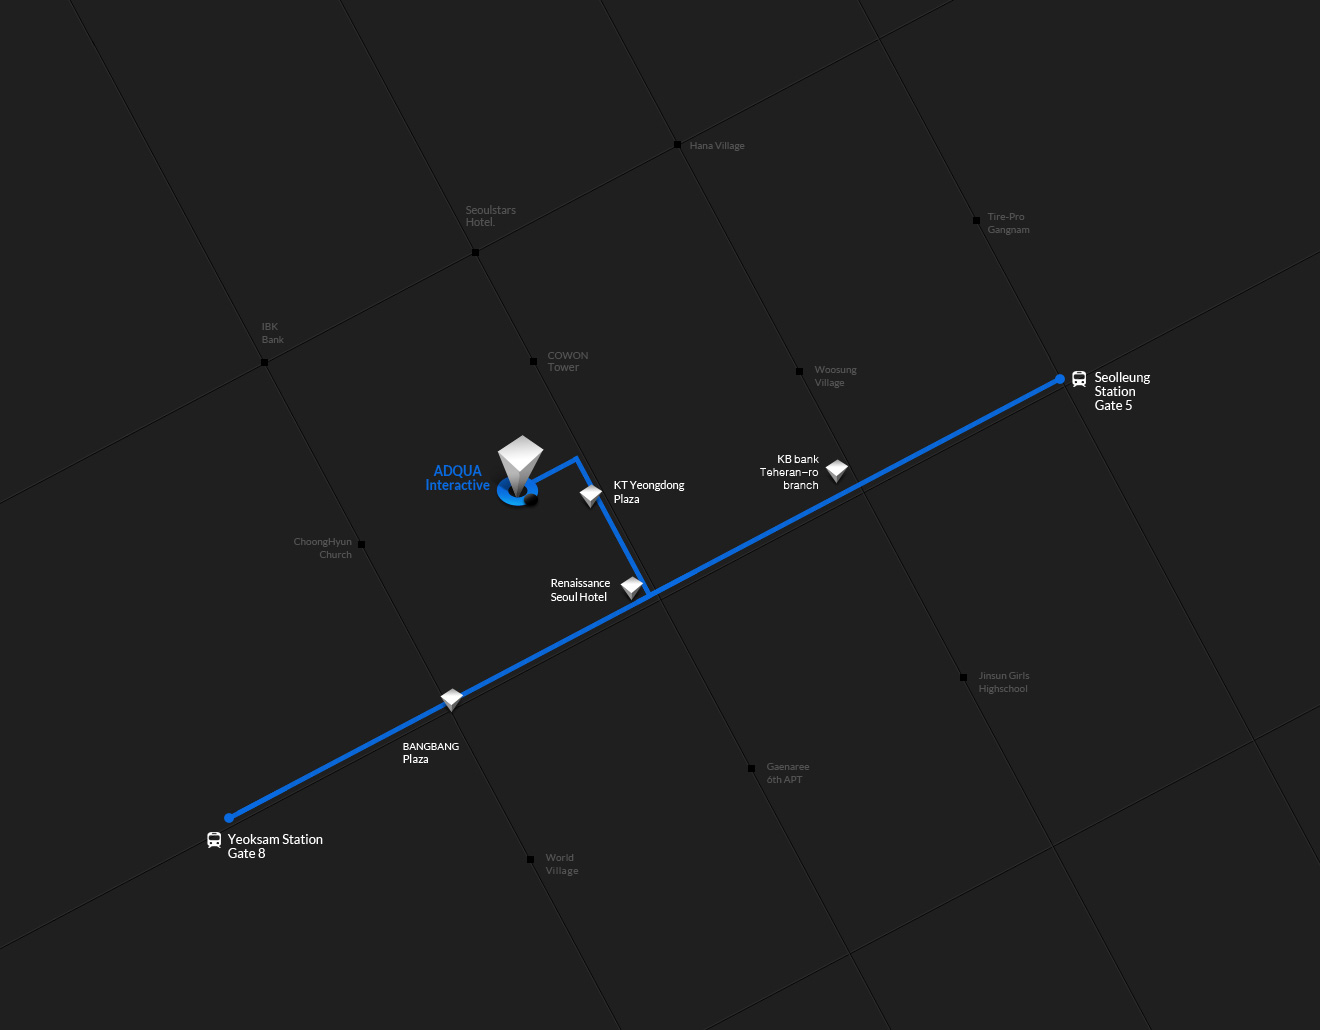 Hana Village
Seoulstars
Hotel.
Tire-Pro
Gangnam
IBK
Bank
COWON
Tower
Woosung
Village
Seolleung
Station
Gate 5
ADQUA
Interactive
KB bank
Teheran-ro
branch
KT Yeongdong
Plaza
ChoongHyun
Church
Renaissance
Seoul Hotel
Jinsun Girls
Highschool
BANGBANG
Plaza
Gaenaree
6th APT
Yeoksam Station
Gate 8
World
Village